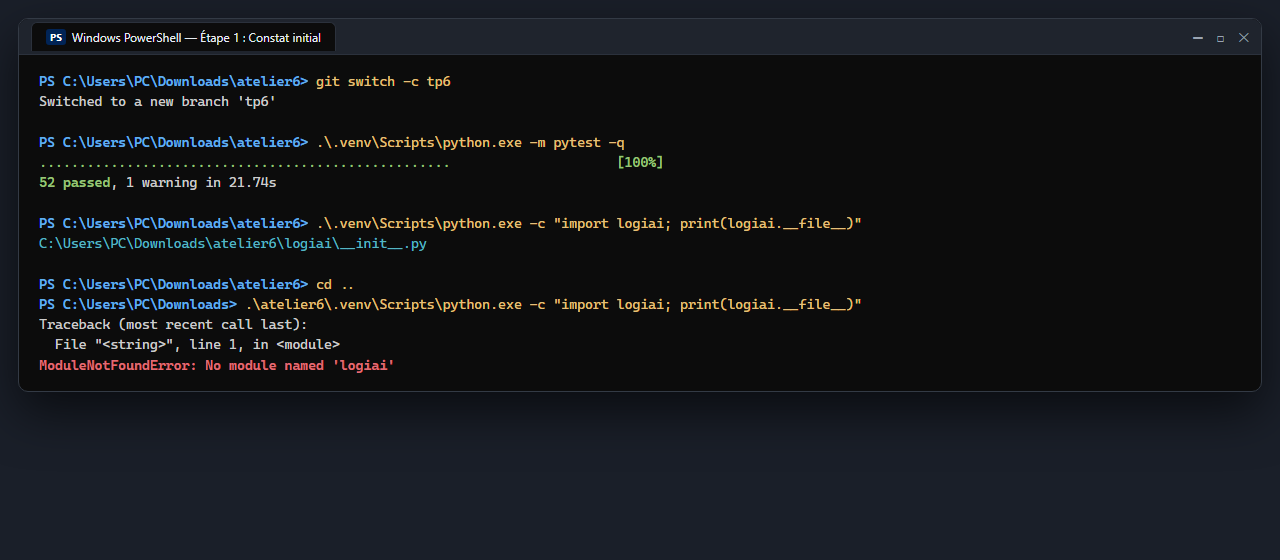 PS Windows PowerShell — Étape 1 : Constat initial
PS C:\Users\PC\Downloads\atelier6> git switch -c tp6
Switched to a new branch 'tp6'
PS C:\Users\PC\Downloads\atelier6> .\.venv\Scripts\python.exe -m pytest -q
.................................................... [100%]
52 passed, 1 warning in 21.74s
PS C:\Users\PC\Downloads\atelier6> .\.venv\Scripts\python.exe -c "import logiai; print(logiai.__file__)"
C:\Users\PC\Downloads\atelier6\logiai\__init__.py
PS C:\Users\PC\Downloads\atelier6> cd ..
PS C:\Users\PC\Downloads> .\atelier6\.venv\Scripts\python.exe -c "import logiai; print(logiai.__file__)"
Traceback (most recent call last):
  File "<string>", line 1, in <module>
ModuleNotFoundError: No module named 'logiai'